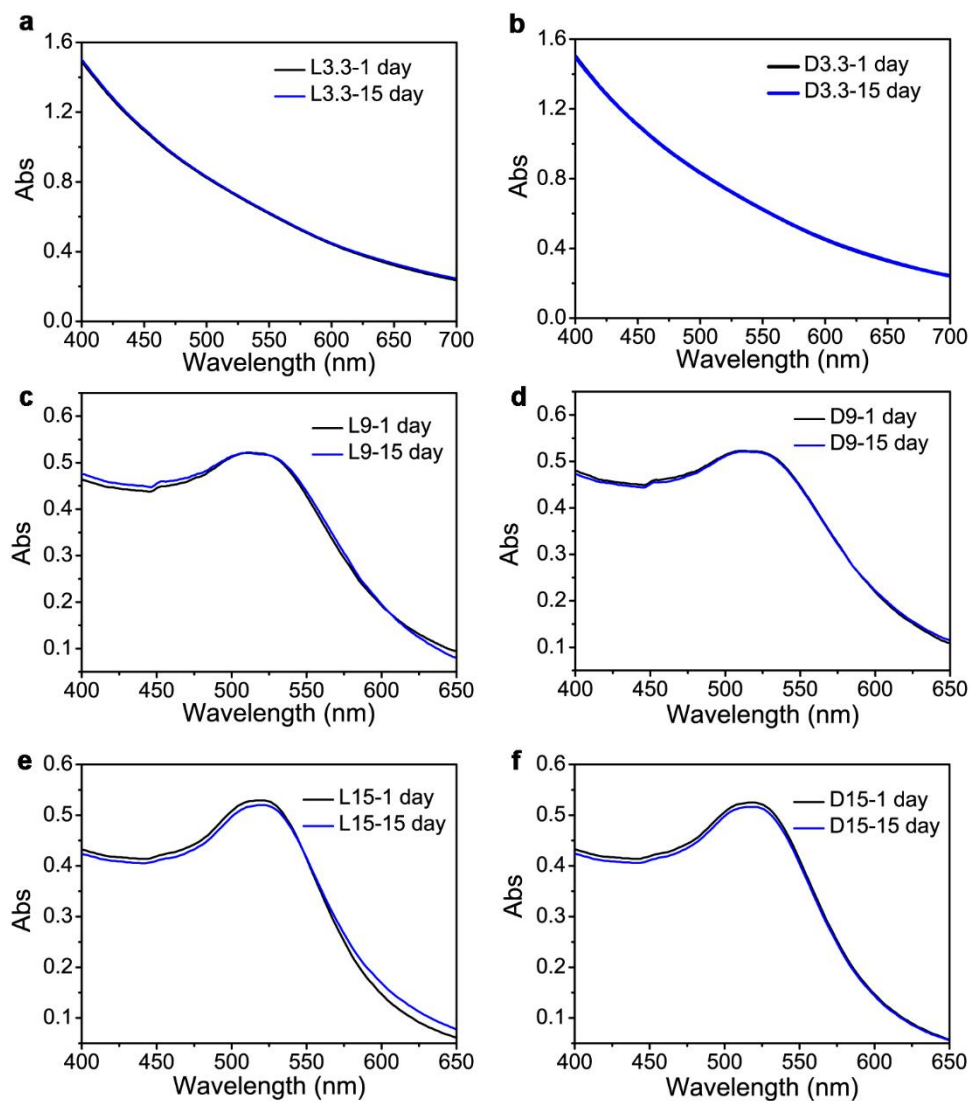 a
1.6
1.2
0.8
0.4
0.0
Abs
L3.3-1 day
L3.3-15 day
400 450 500 550 600 650 700
Wavelength (nm)
b
1.6
1.2
0.8
0.4
0.0
Abs
D3.3-1 day
D3.3-15 day
400 450 500 550 600 650 700
Wavelength (nm)
c
0.6
0.5
0.4
0.3
0.2
0.1
Abs
L9-1 day
L9-15 day
400 450 500 550 600 650
Wavelength (nm)
d
0.6
0.5
0.4
0.3
0.2
0.1
Abs
D9-1 day
D9-15 day
400 450 500 550 600 650
Wavelength (nm)
e
0.6
0.5
0.4
0.3
0.2
0.1
Abs
L15-1 day
L15-15 day
400 450 500 550 600 650
Wavelength (nm)
f
0.6
0.5
0.4
0.3
0.2
0.1
Abs
D15-1 day
D15-15 day
400 450 500 550 600 650
Wavelength (nm)